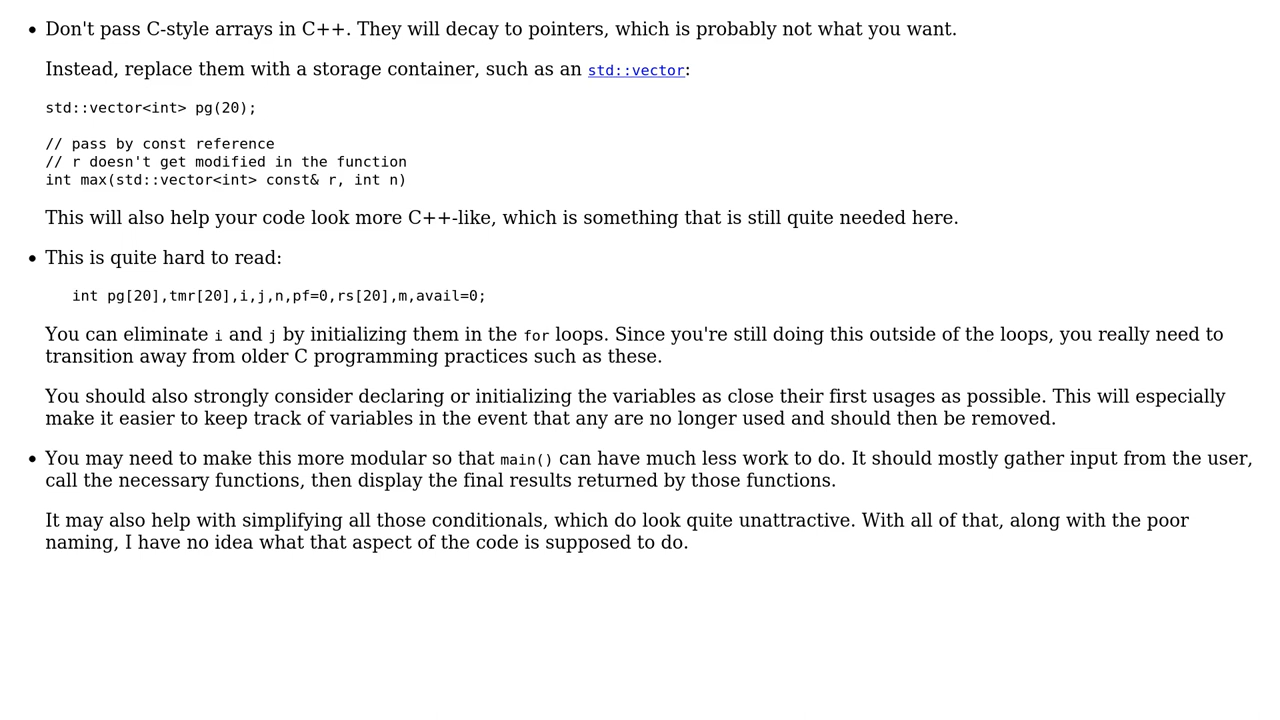 • Don't pass C-style arrays in C++. They will decay to pointers, which is probably not what you want.
Instead, replace them with a storage container, such as an std::vector:
std::vector<int> pg(20);
// pass by const reference
// r doesn't get modified in the function
int max(std::vector<int> const& r, int n)
This will also help your code look more C++-like, which is something that is still quite needed here.
• This is quite hard to read:
int pg[20],tmr[20],i,j,n,pf=0,rs[20],m,avail=0;
You can eliminate i and j by initializing them in the for loops. Since you're still doing this outside of the loops, you really need to
transition away from older C programming practices such as these.
You should also strongly consider declaring or initializing the variables as close their first usages as possible. This will especially
make it easier to keep track of variables in the event that any are no longer used and should then be removed.
• You may need to make this more modular so that main() can have much less work to do. It should mostly gather input from the user,
call the necessary functions, then display the final results returned by those functions.
It may also help with simplifying all those conditionals, which do look quite unattractive. With all of that, along with the poor
naming, I have no idea what that aspect of the code is supposed to do.